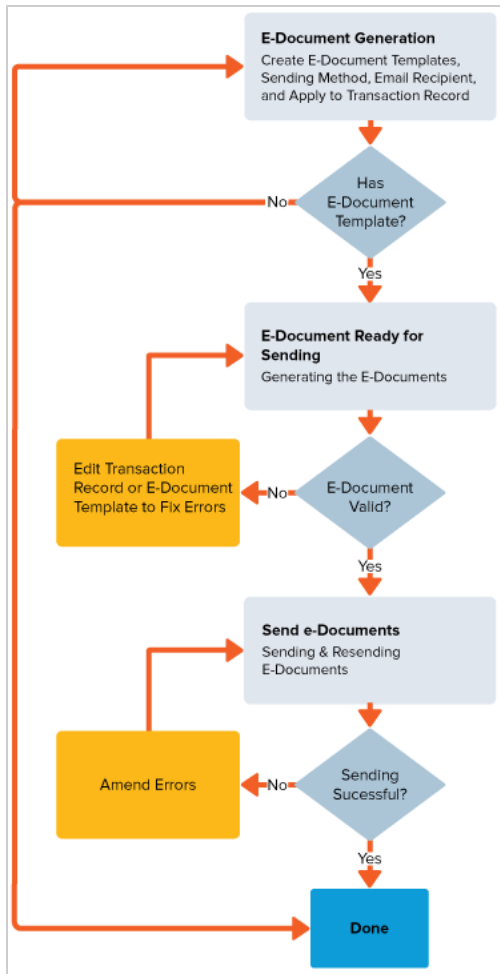 E-Document Generation
Create E-Document Templates,
Sending Method, Email Recipient,
and Apply to Transaction Record
Has
E-Document
Template?
No
Yes
E-Document Ready for
Sending
Generating the E-Documents
Edit Transaction
Record or E-Document
Template to Fix Errors
No
E-Document
Valid?
Yes
Send e-Documents
Sending & Resending
E-Documents
Amend Errors
No
Sending
Sucessful?
Yes
Done